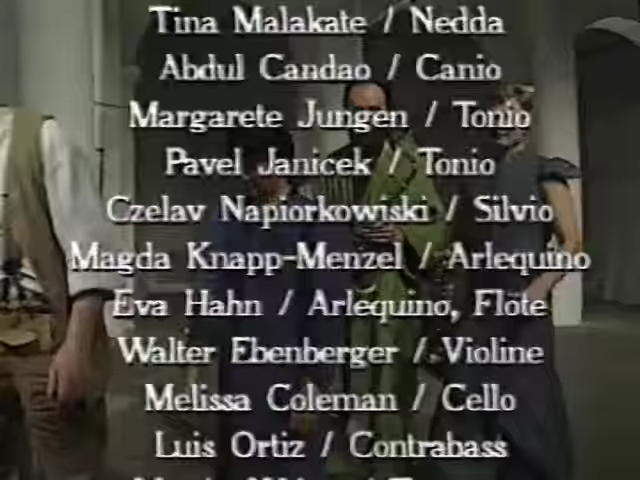 Tina Malakate / Nedda
Abdul Candao / Canio
Margarete Jungen / Tonio
Pavel Janicek / Tonio
Czelav Napiorkowiski / Silvio
Magda Knapp-Menzel / Arlequino
Eva Hahn / Arlequino, Flöte
Walter Ebenberger / Violine
Melissa Coleman / Cello
Luis Ortiz / Contrabass